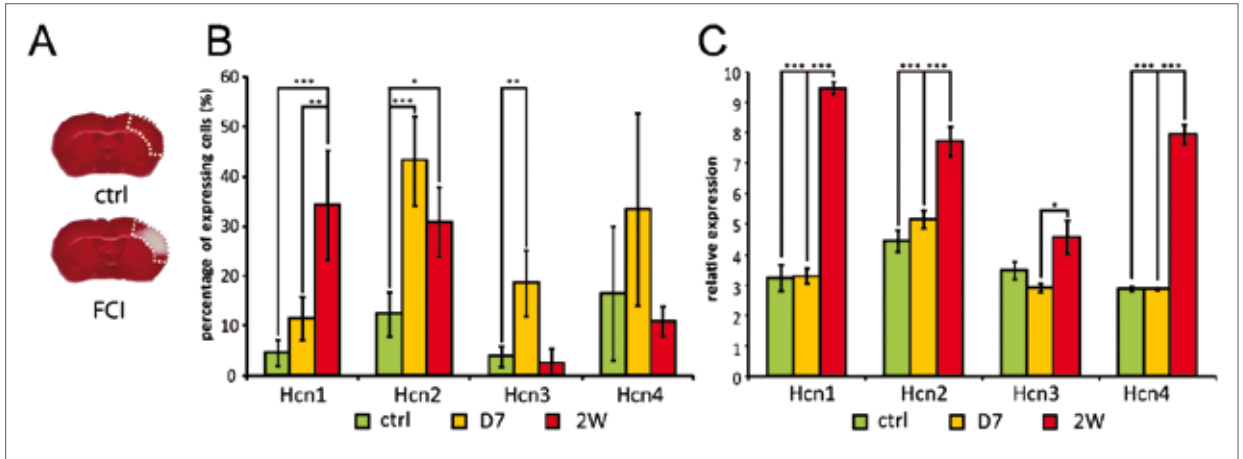 A
ctrl
FCI
B
percentage of expressing cells (%)
60
50
40
30
20
10
0
*** 
**
*
***
**
Hcn1 Hcn2 Hcn3 Hcn4
ctrl D7 2W
C
relative expression
10
9
8
7
6
5
4
3
2
1
0
*** ***
*** ***
*
*** ***
Hcn1 Hcn2 Hcn3 Hcn4
ctrl D7 2W